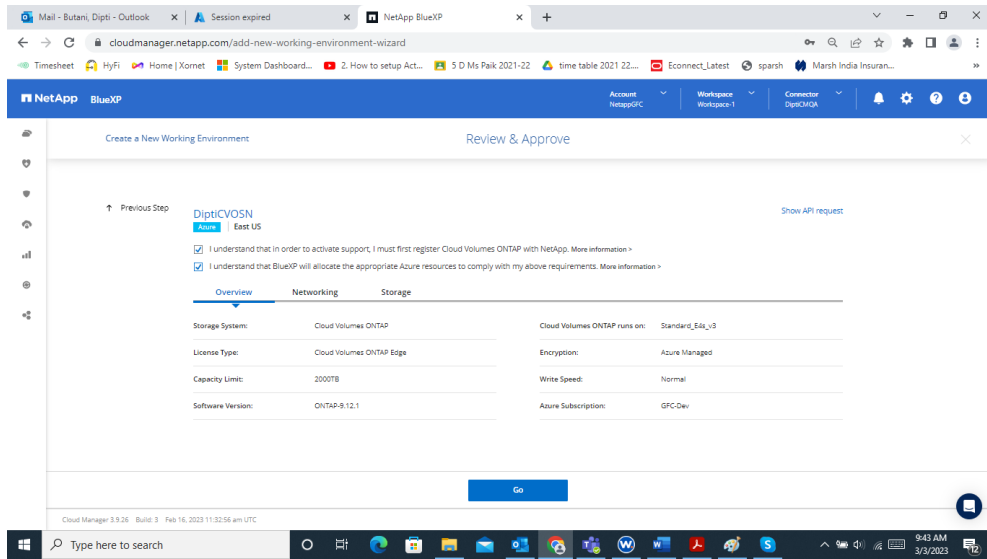 Mail - Butani, Dipti - Outlook
Session expired
NetApp BlueXP
cloudmanager.netapp.com/add-new-working-environment-wizard
Timesheet HyFi Home | Xornet System Dashboard... 2. How to setup Act... 5 D Ms Paik 2021-22 time table 2021 22.... Econnect_Latest sparsh Marsh India Insuran...
NetApp BlueXP
Account
NetappGFC
Workspace
Workspace-1
Connector
DiptiCMQA
Create a New Working Environment
Review & Approve
Previous Step
DiptiCVOSN
Show API request
Azure East US
I understand that in order to activate support, I must first register Cloud Volumes ONTAP with NetApp. More information >
I understand that BlueXP will allocate the appropriate Azure resources to comply with my above requirements. More information >
Overview Networking Storage
Storage System: Cloud Volumes ONTAP
Cloud Volumes ONTAP runs on: Standard_E4s_v3
License Type: Cloud Volumes ONTAP Edge
Encryption: Azure Managed
Capacity Limit: 2000TB
Write Speed: Normal
Software Version: ONTAP-9.12.1
Azure Subscription: GFC-Dev
Go
Cloud Manager 3.9.26 Build: 3 Feb 16, 2023 11:32:56 am UTC
Type here to search
9:43 AM
3/3/2023
12